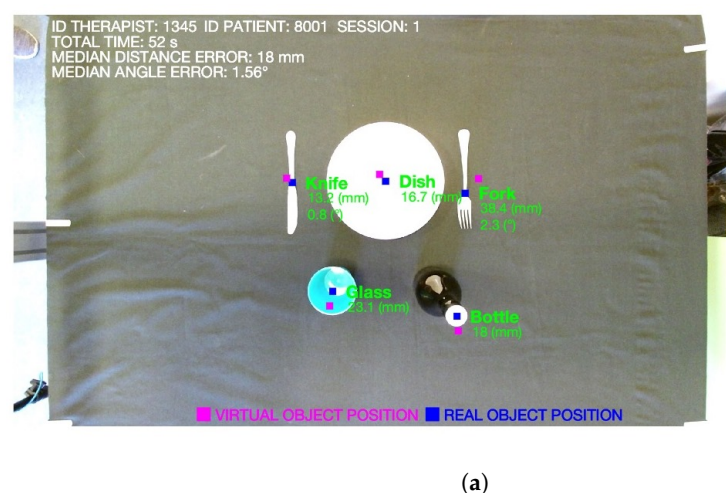 ID THERAPIST: 1345 ID PATIENT: 8001 SESSION: 1
TOTAL TIME: 52 s
MEDIAN DISTANCE ERROR: 18 mm
MEDIAN ANGLE ERROR: 1.56°
Knife
13.2 (mm)
0.8 (°)
Dish
16.7 (mm)
Fork
38.4 (mm)
2.3 (°)
Glass
23.1 (mm)
Bottle
18 (mm)
VIRTUAL OBJECT POSITION REAL OBJECT POSITION
(a)